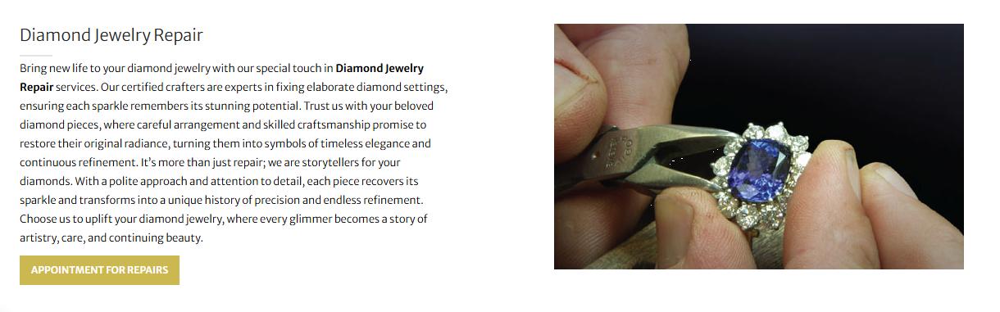 Diamond Jewelry Repair
Bring new life to your diamond jewelry with our special touch in Diamond Jewelry
Repair services. Our certified crafters are experts in fixing elaborate diamond settings,
ensuring each sparkle remembers its stunning potential. Trust us with your beloved
diamond pieces, where careful arrangement and skilled craftsmanship promise to
restore their original radiance, turning them into symbols of timeless elegance and
continuous refinement. It’s more than just repair; we are storytellers for your
diamonds. With a polite approach and attention to detail, each piece recovers its
sparkle and transforms into a unique history of precision and endless refinement.
Choose us to uplift your diamond jewelry, where every glimmer becomes a story of
artistry, care, and continuing beauty.
APPOINTMENT FOR REPAIRS